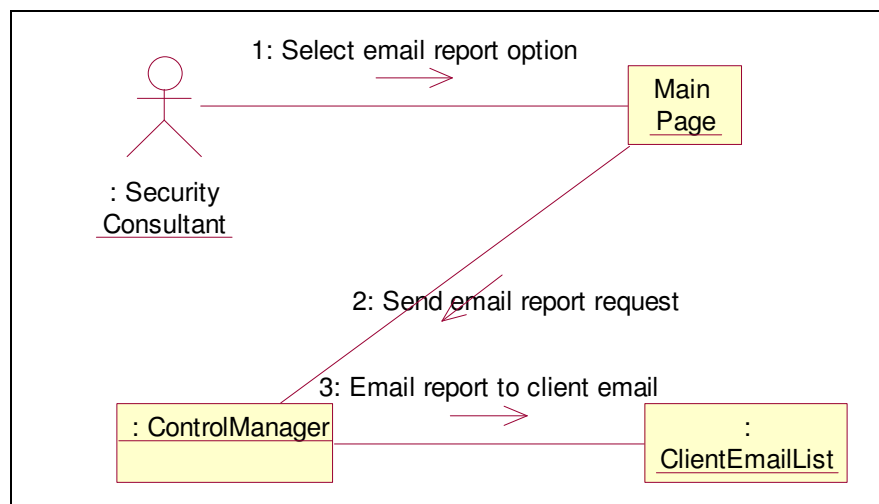 1: Select email report option
Main
Page
: Security
Consultant
2: Send email report request
3: Email report to client email
: ControlManager
:
ClientEmailList